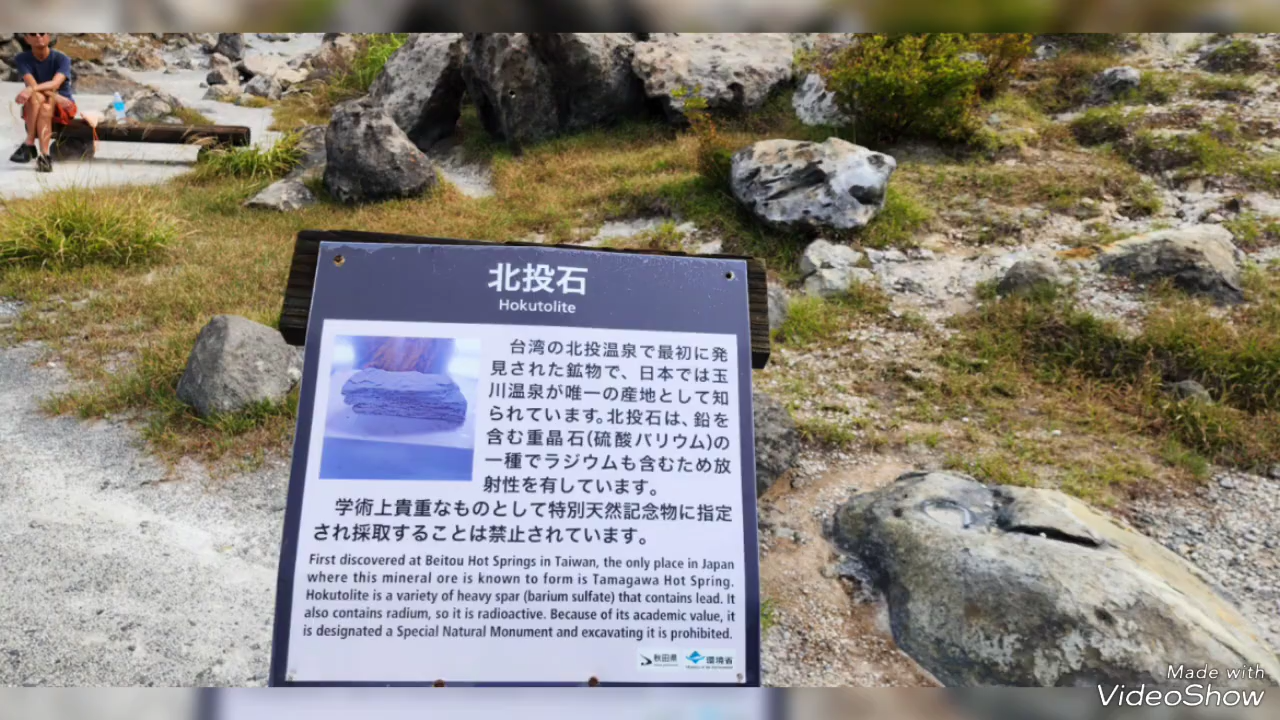 北投石
Hokutolite
台湾の北投温泉で最初に発
見された鉱物で、日本では玉
川温泉が唯一の産地として知
られています。北投石は、鉛を
含む重晶石(硫酸バリウム)の
一種でラジウムも含むため放
射性を有しています。
学術上貴重なものとして特別天然記念物に指定
され採取することは禁止されています。
First discovered at Beitou Hot Springs in Taiwan, the only place in Japan
where this mineral ore is known to form is Tamagawa Hot Spring.
Hokutolite is a variety of heavy spar (barium sulfate) that contains lead. It
also contains radium, so it is radioactive. Because of its academic value, it
is designated a Special Natural Monument and excavating it is prohibited.
秋田県 環境省
Made with
VideoShow